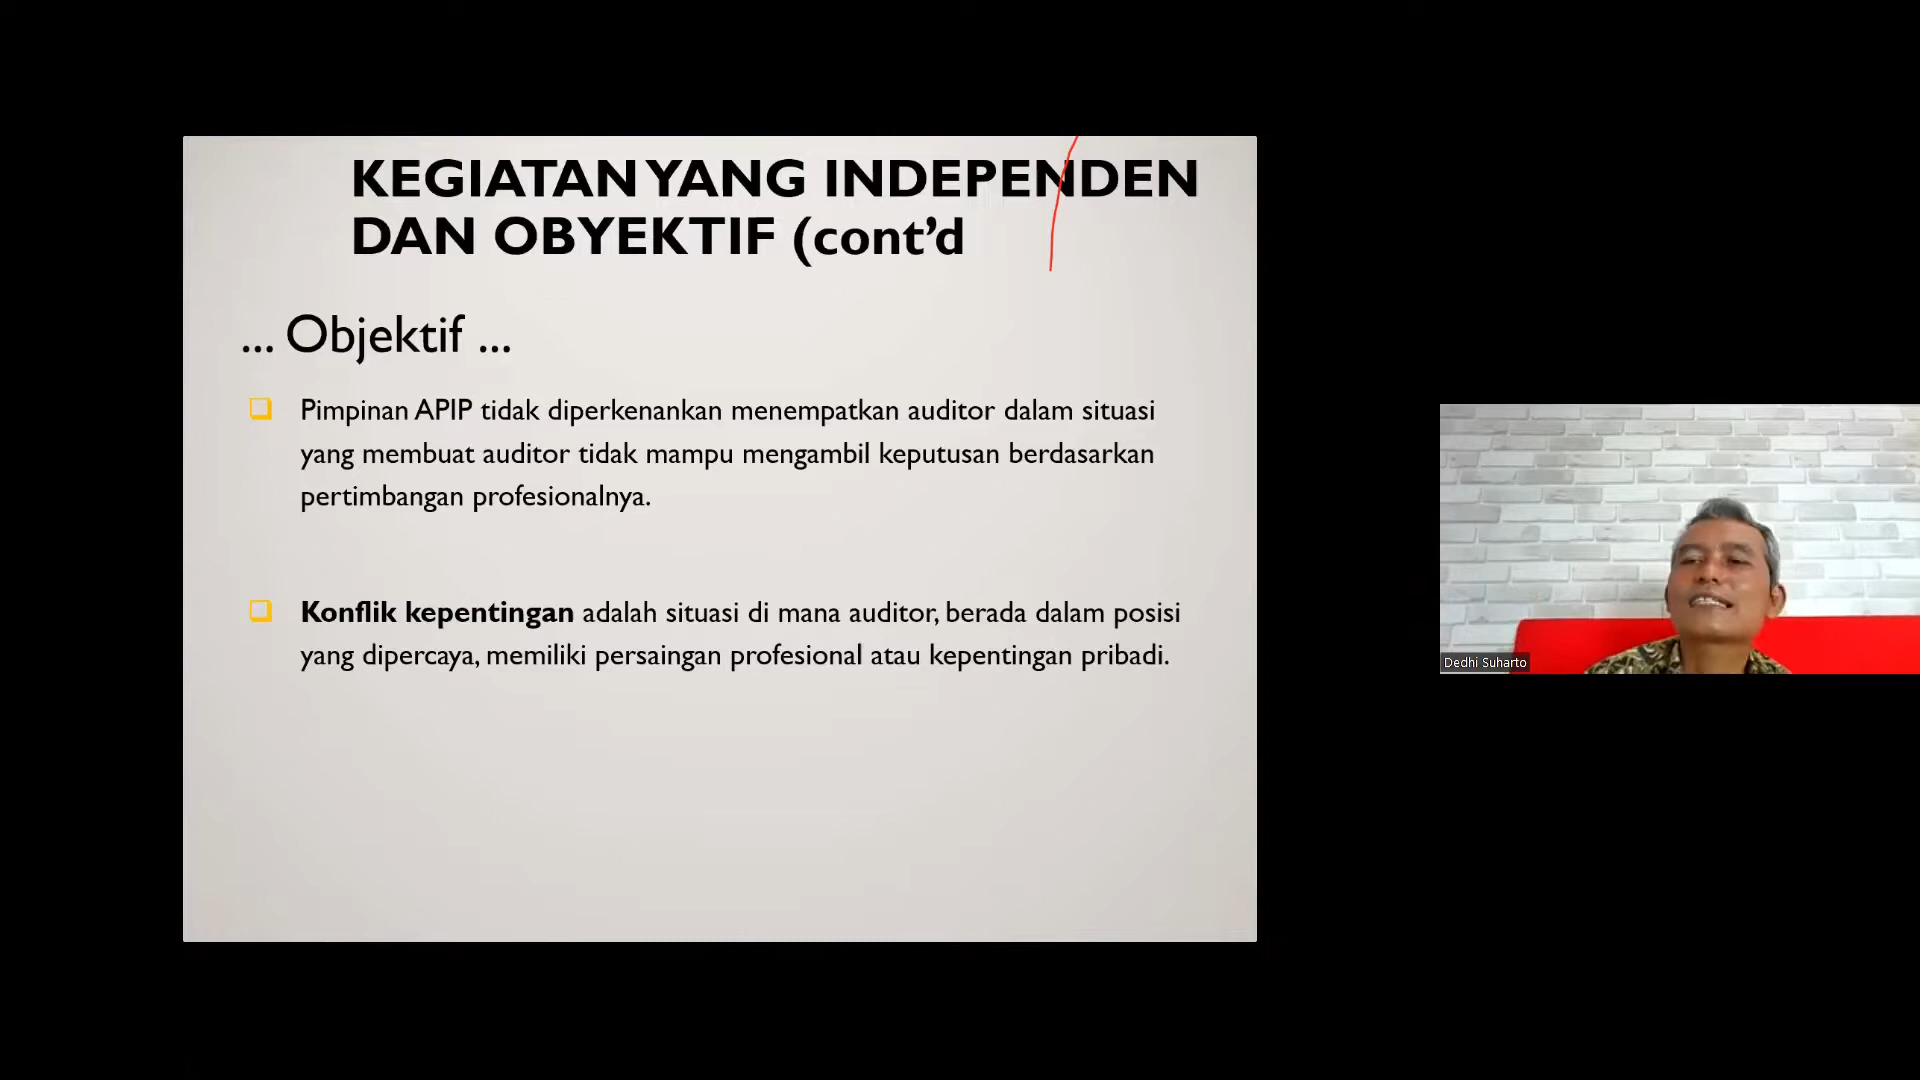 KEGIATAN YANG INDEPENDEN
DAN OBYEKTIF (cont’d
... Objektif ...
Pimpinan APIP tidak diperkenankan menempatkan auditor dalam situasi
yang membuat auditor tidak mampu mengambil keputusan berdasarkan
pertimbangan profesionalnya.
Konflik kepentingan adalah situasi di mana auditor, berada dalam posisi
yang dipercaya, memiliki persaingan profesional atau kepentingan pribadi.
Dedhi Suharto